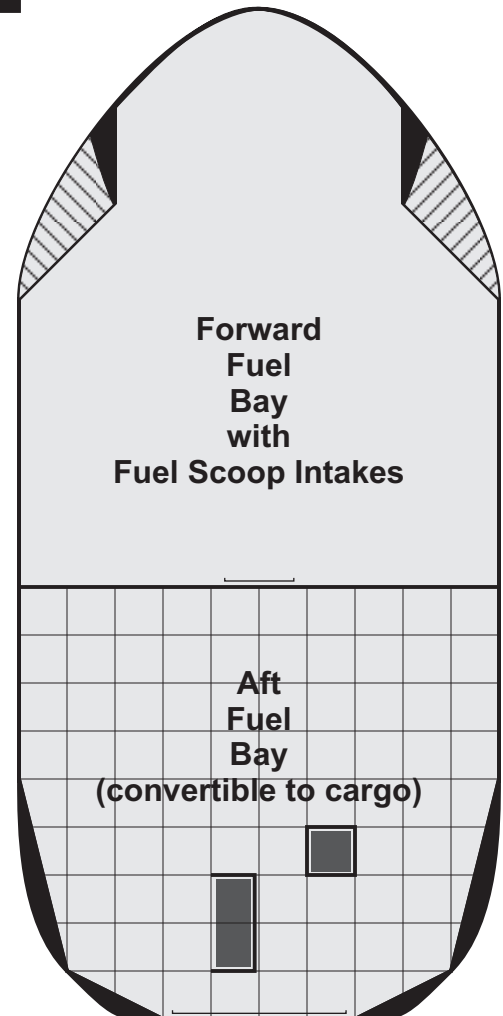 Forward
Fuel
Bay
with
Fuel Scoop Intakes
Aft
Fuel
Bay
(convertible to cargo)